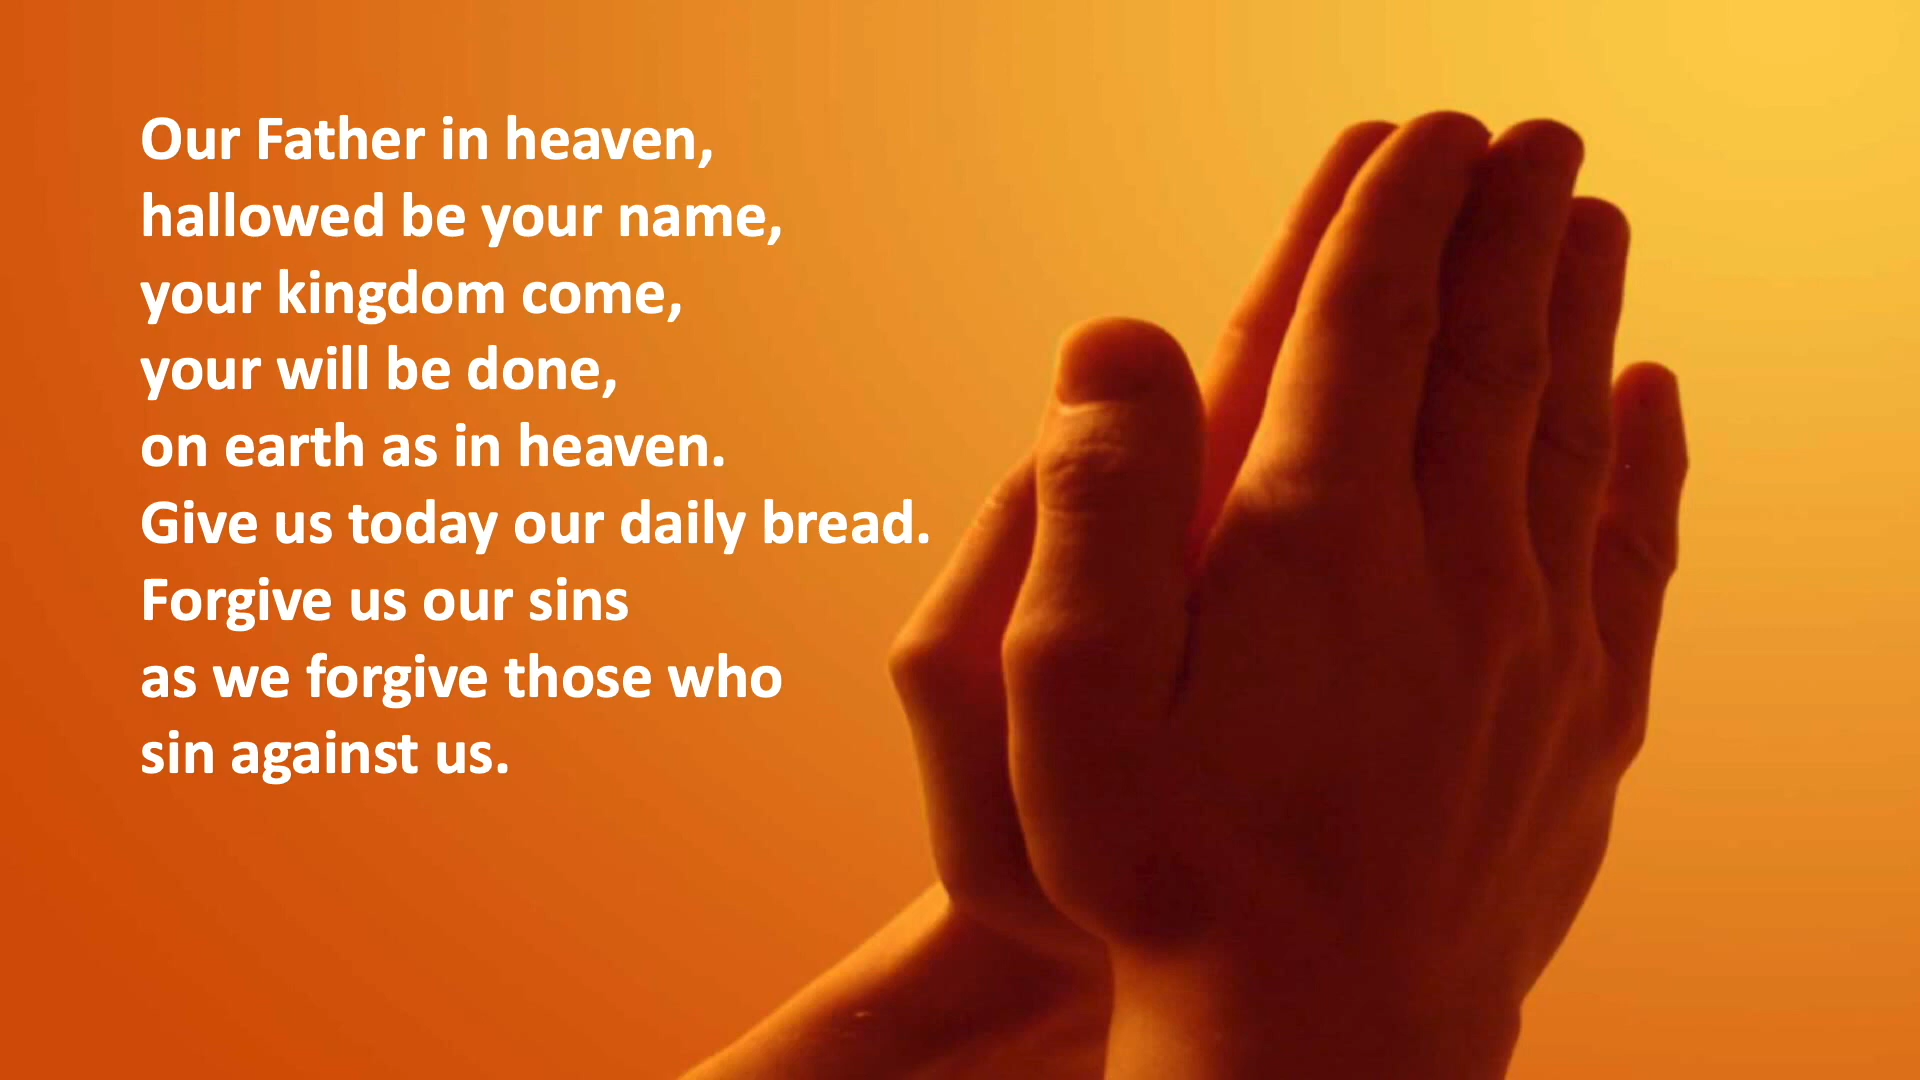 Our Father in heaven,
hallowed be your name,
your kingdom come,
your will be done,
on earth as in heaven.
Give us today our daily bread.
Forgive us our sins
as we forgive those who
sin against us.